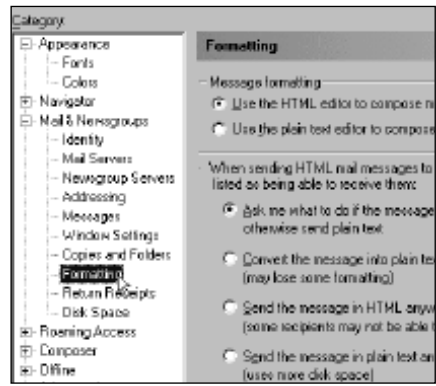 Category:
Appearance
Fonts
Colors
Navigator
Mail & Newsgroups
Identity
Mail Servers
Newsgroup Servers
Addressing
Messages
Window Settings
Copies and Folders
Formatting
Return Receipts
Disk Space
Roaming Access
Composer
Offline
Formatting
Message formatting
Use the HTML editor to compose
Use the plain text editor to compose
When sending HTML mail messages to
listed as being able to receive them:
Ask me what to do if the message
otherwise send plain text
Convert the message into plain
(may lose some formatting)
Send the message in HTML
(some recipients may not be able
Send the message in plain text
(uses more disk space)